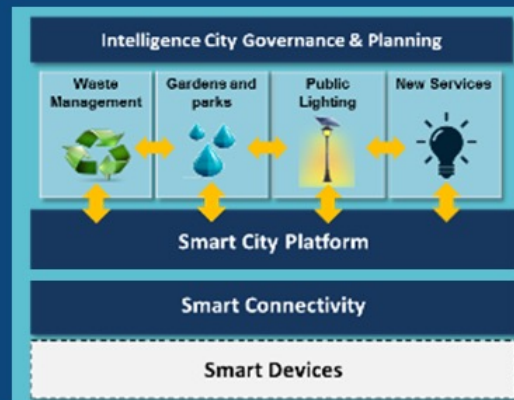 Intelligence City Governance & Planning
Waste
Management
Gardens and
parks
Public
Lighting
New Services
Smart City Platform
Smart Connectivity
Smart Devices